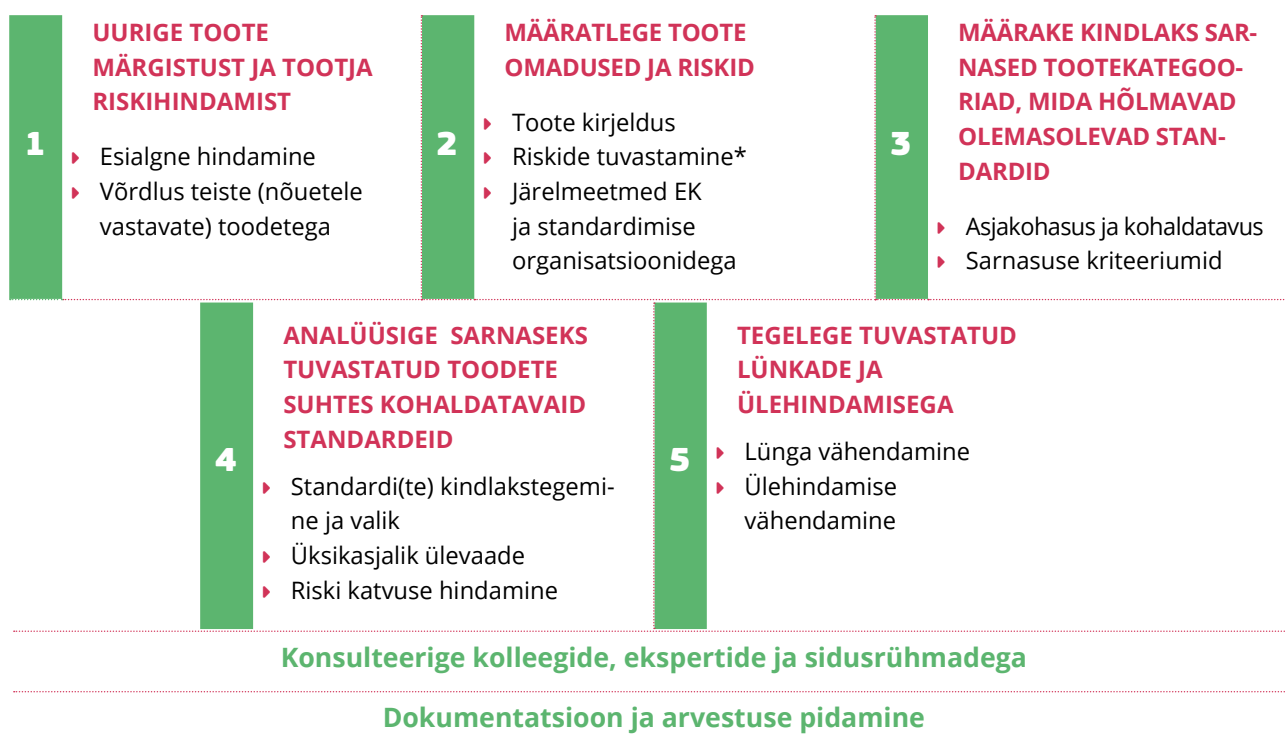 1
UURIGE TOOTE
MÄRGISTUST JA TOOTJA
RISKIHINDAMIST
Esialgne hindamine
Võrdlus teiste (nõuetele
vastavate) toodetega
2
MÄÄRATLEGE TOOTE
OMADUSED JA RISKID
Toote kirjeldus
Riskide tuvastamine*
Järelmeetmed EK
ja standardimise
organisatsioonidega
3
MÄÄRAKE KINDLAKS SAR-
NASED TOOTEKATEGOO-
RIAD, MIDA HÕLMAVAD
OLEMASOLEVAD STAN-
DARDID
Asjakohasus ja kohaldatavus
Sarnasuse kriteeriumid
4
ANALÜÜSIGE SARNASEKS
TUVASTATUD TOODETE
SUHTES KOHALDATAVAID
STANDARDEID
Standardi(te) kindlakstegemi-
ne ja valik
Üksikasjalik ülevaade
Riski katvuse hindamine
5
TEGELEGE TUVASTATUD
LÜNKADE JA
ÜLEHINDAMISEGA
Lünga vähendamine
Ülehindamise
vähendamine
Konsulteerige kolleegide, ekspertide ja sidusrühmadega
Dokumentatsioon ja arvestuse pidamine